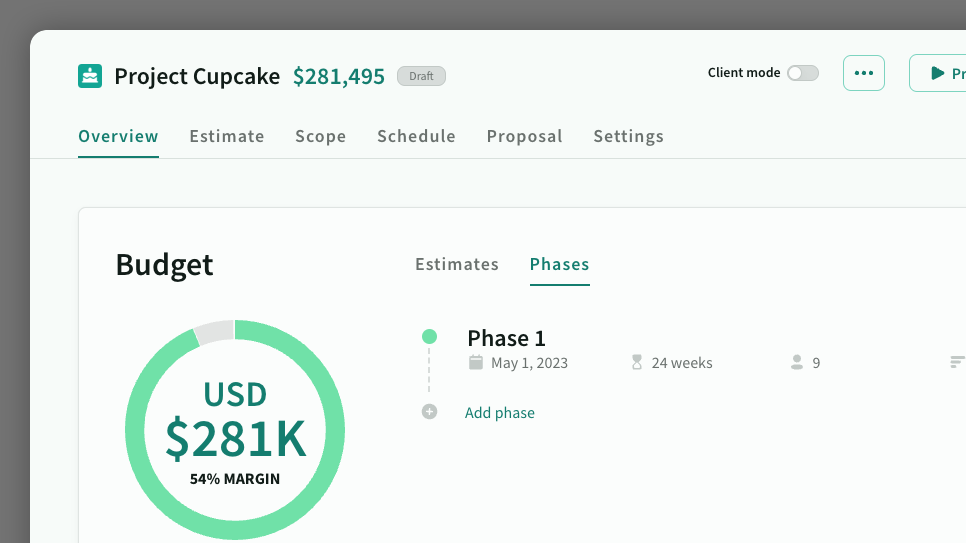 Project Cupcake $281,495 Draft
Client mode
Overview Estimate Scope Schedule Proposal Settings
Budget
Estimates Phases
USD
$281K
54% MARGIN
Phase 1
May 1, 2023 24 weeks 9
Add phase